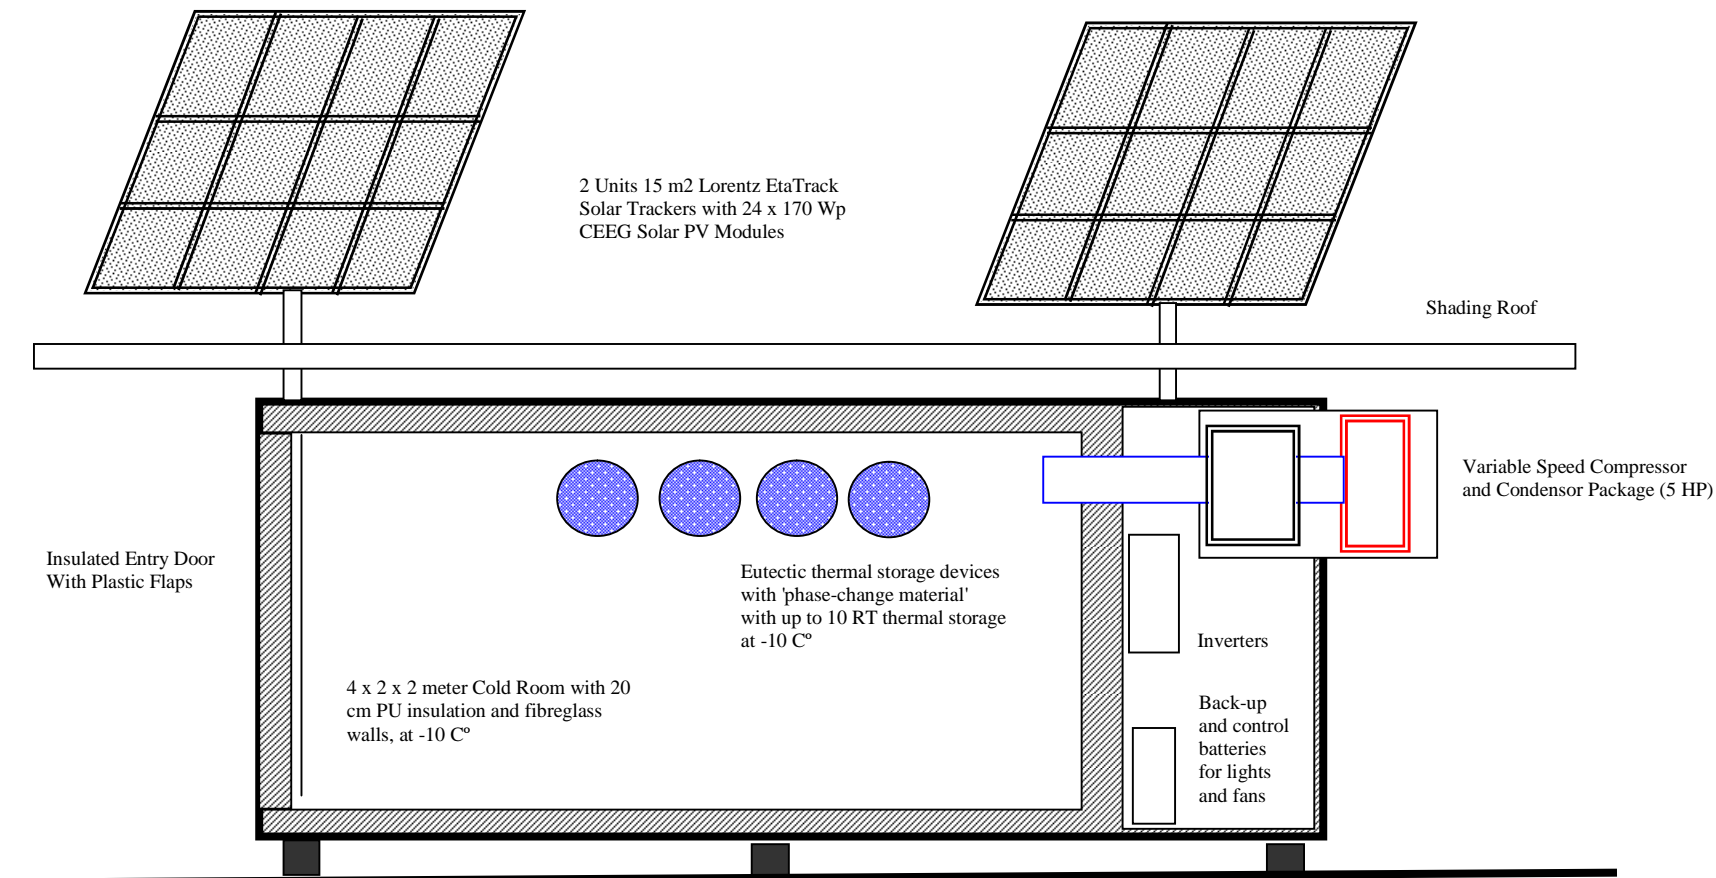 2 Units 15 m2 Lorentz EtaTrack
Solar Trackers with 24 x 170 Wp
CEEG Solar PV Modules
Shading Roof
Variable Speed Compressor
and Condensor Package (5 HP)
Insulated Entry Door
With Plastic Flaps
Eutectic thermal storage devices
with 'phase-change material'
with up to 10 RT thermal storage
at -10 Cº
Inverters
4 x 2 x 2 meter Cold Room with 20
cm PU insulation and fibreglass
walls, at -10 Cº
Back-up
and control
batteries
for lights
and fans